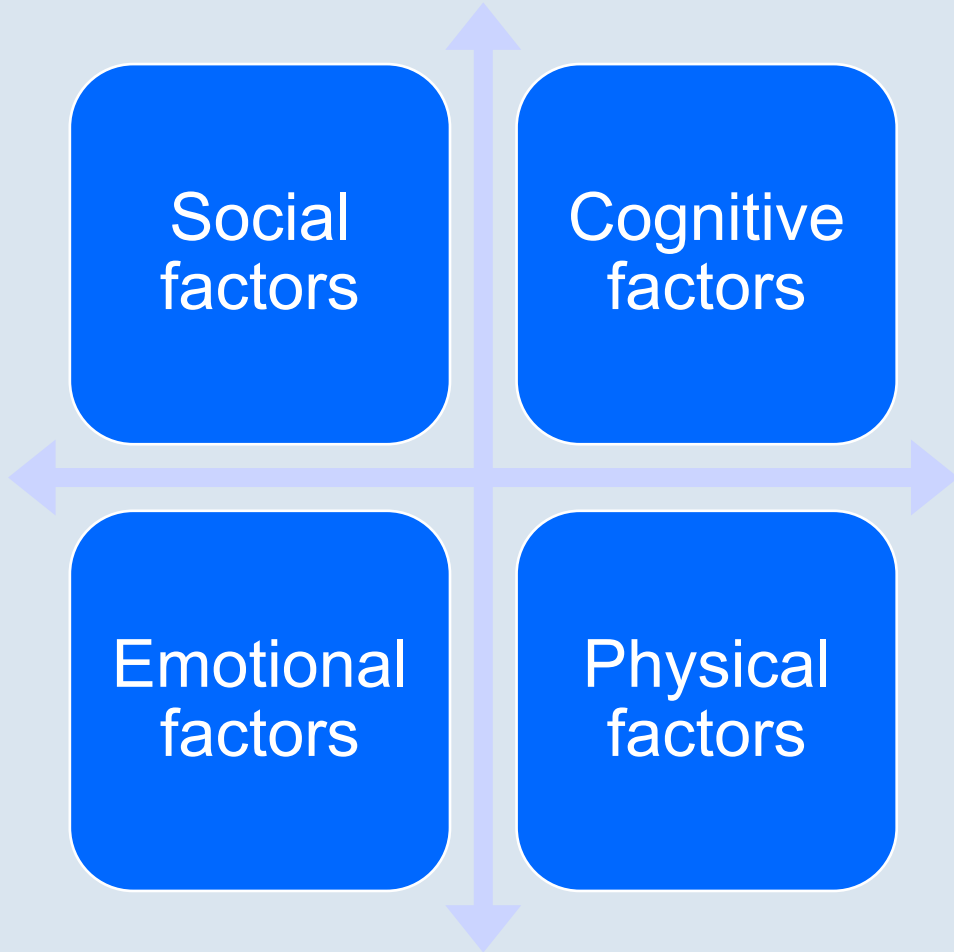 Social
factors
Cognitive
factors
Emotional
factors
Physical
factors